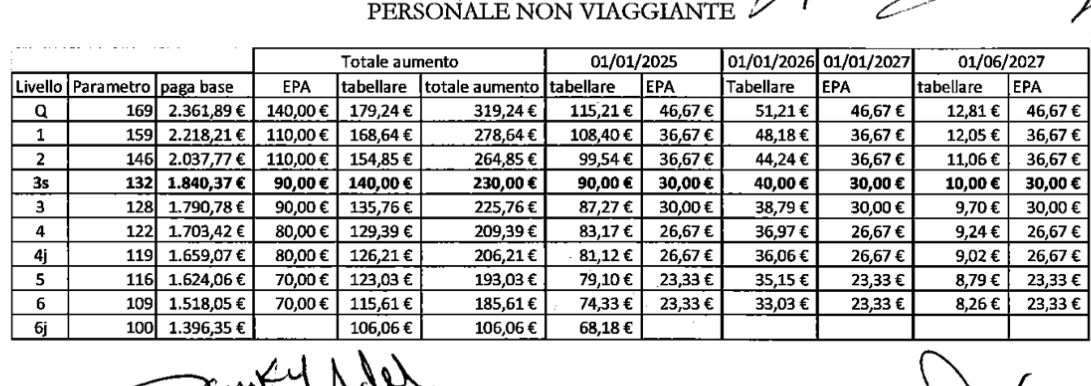 PERSONALE NON VIAGGIANTE
Totale aumento 01/01/2025 01/01/2026 01/01/2027 01/06/2027
Livello Parametro paga base EPA tabellare totale aumento tabellare EPA Tabellare EPA tabellare EPA
Q 169 2.361,89 € 140,00 € 179,24 € 319,24 € 115,21 € 46,67 € 51,21 € 46,67 € 12,81 € 46,67 €
1 159 2.218,21 € 110,00 € 168,64 € 278,64 € 108,40 € 36,67 € 48,18 € 36,67 € 12,05 € 36,67 €
2 146 2.037,77 € 110,00 € 154,85 € 264,85 € 99,54 € 36,67 € 44,24 € 36,67 € 11,06 € 36,67 €
3s 132 1.840,37 € 90,00 € 140,00 € 230,00 € 90,00 € 30,00 € 40,00 € 30,00 € 10,00 € 30,00 €
3 128 1.790,78 € 90,00 € 135,76 € 225,76 € 87,27 € 30,00 € 38,79 € 30,00 € 9,70 € 30,00 €
4 122 1.703,42 € 80,00 € 129,39 € 209,39 € 83,17 € 26,67 € 36,97 € 26,67 € 9,24 € 26,67 €
4j 119 1.659,07 € 80,00 € 126,21 € 206,21 € 81,12 € 26,67 € 36,06 € 26,67 € 9,02 € 26,67 €
5 116 1.624,06 € 70,00 € 123,03 € 193,03 € 79,10 € 23,33 € 35,15 € 23,33 € 8,79 € 23,33 €
6 109 1.518,05 € 70,00 € 115,61 € 185,61 € 74,33 € 23,33 € 33,03 € 23,33 € 8,26 € 23,33 €
6j 100 1.396,35 € 106,06 € 106,06 € 68,18 €